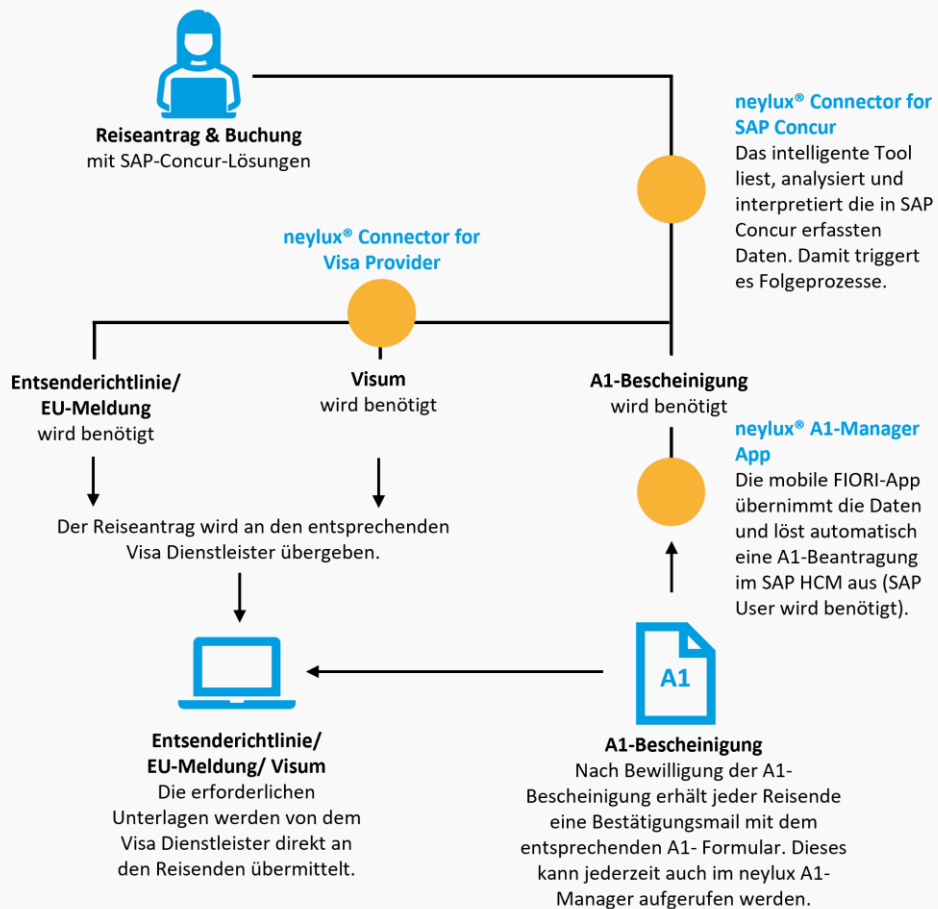 Reiseantrag & Buchung
mit SAP-Concur-Lösungen
neylux® Connector for
SAP Concur
Das intelligente Tool
liest, analysiert und
interpretiert die in SAP
Concur erfassten
Daten. Damit triggert
es Folgeprozesse.
neylux® Connector for
Visa Provider
Entsenderichtlinie/
EU-Meldung
wird benötigt
Visum
wird benötigt
A1-Bescheinigung
wird benötigt
neylux® A1-Manager
App
Die mobile FIORI-App
übernimmt die Daten
und löst automatisch
eine A1-Beantragung
im SAP HCM aus (SAP
User wird benötigt).
Der Reiseantrag wird an den entsprechenden
Visa Dienstleister übergeben.
A1
Entsenderichtlinie/
EU-Meldung/ Visum
Die erforderlichen
Unterlagen werden von dem
Visa Dienstleister direkt an
den Reisenden übermittelt.
A1-Bescheinigung
Nach Bewilligung der A1-
Bescheinigung erhält jeder Reisende
eine Bestätigungsmail mit dem
entsprechenden A1- Formular. Dieses
kann jederzeit auch im neylux A1-
Manager aufgerufen werden.